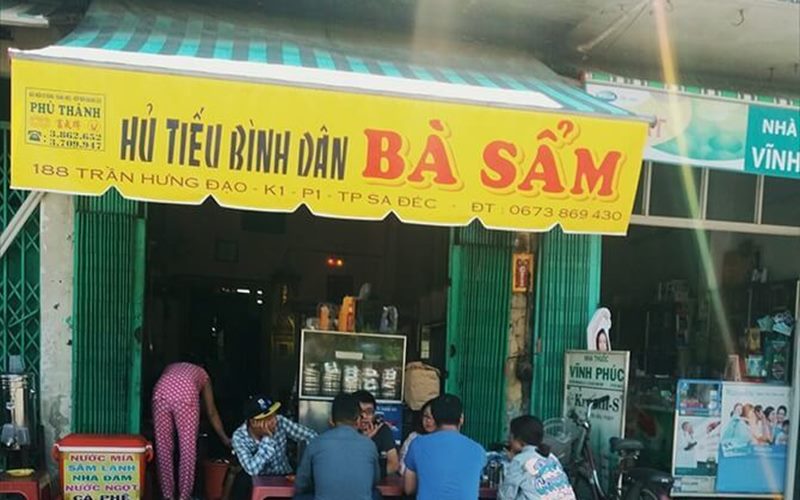 PHÚ THÀNH
3.862.652
3.709.947
HỦ TIẾU BÌNH DÂN BÀ SẨM
188 TRẦN HƯNG ĐẠO - K1 - P1 - TP SA ĐÉC - ĐT : 0673 869 430
NHÀ
VĨNH
NHÀ THUỐC
VĨNH PHÚC
NƯỚC MÍA
SÂM LẠNH
NHA ĐAM
NƯỚC NGỌT
CÀ PHÊ